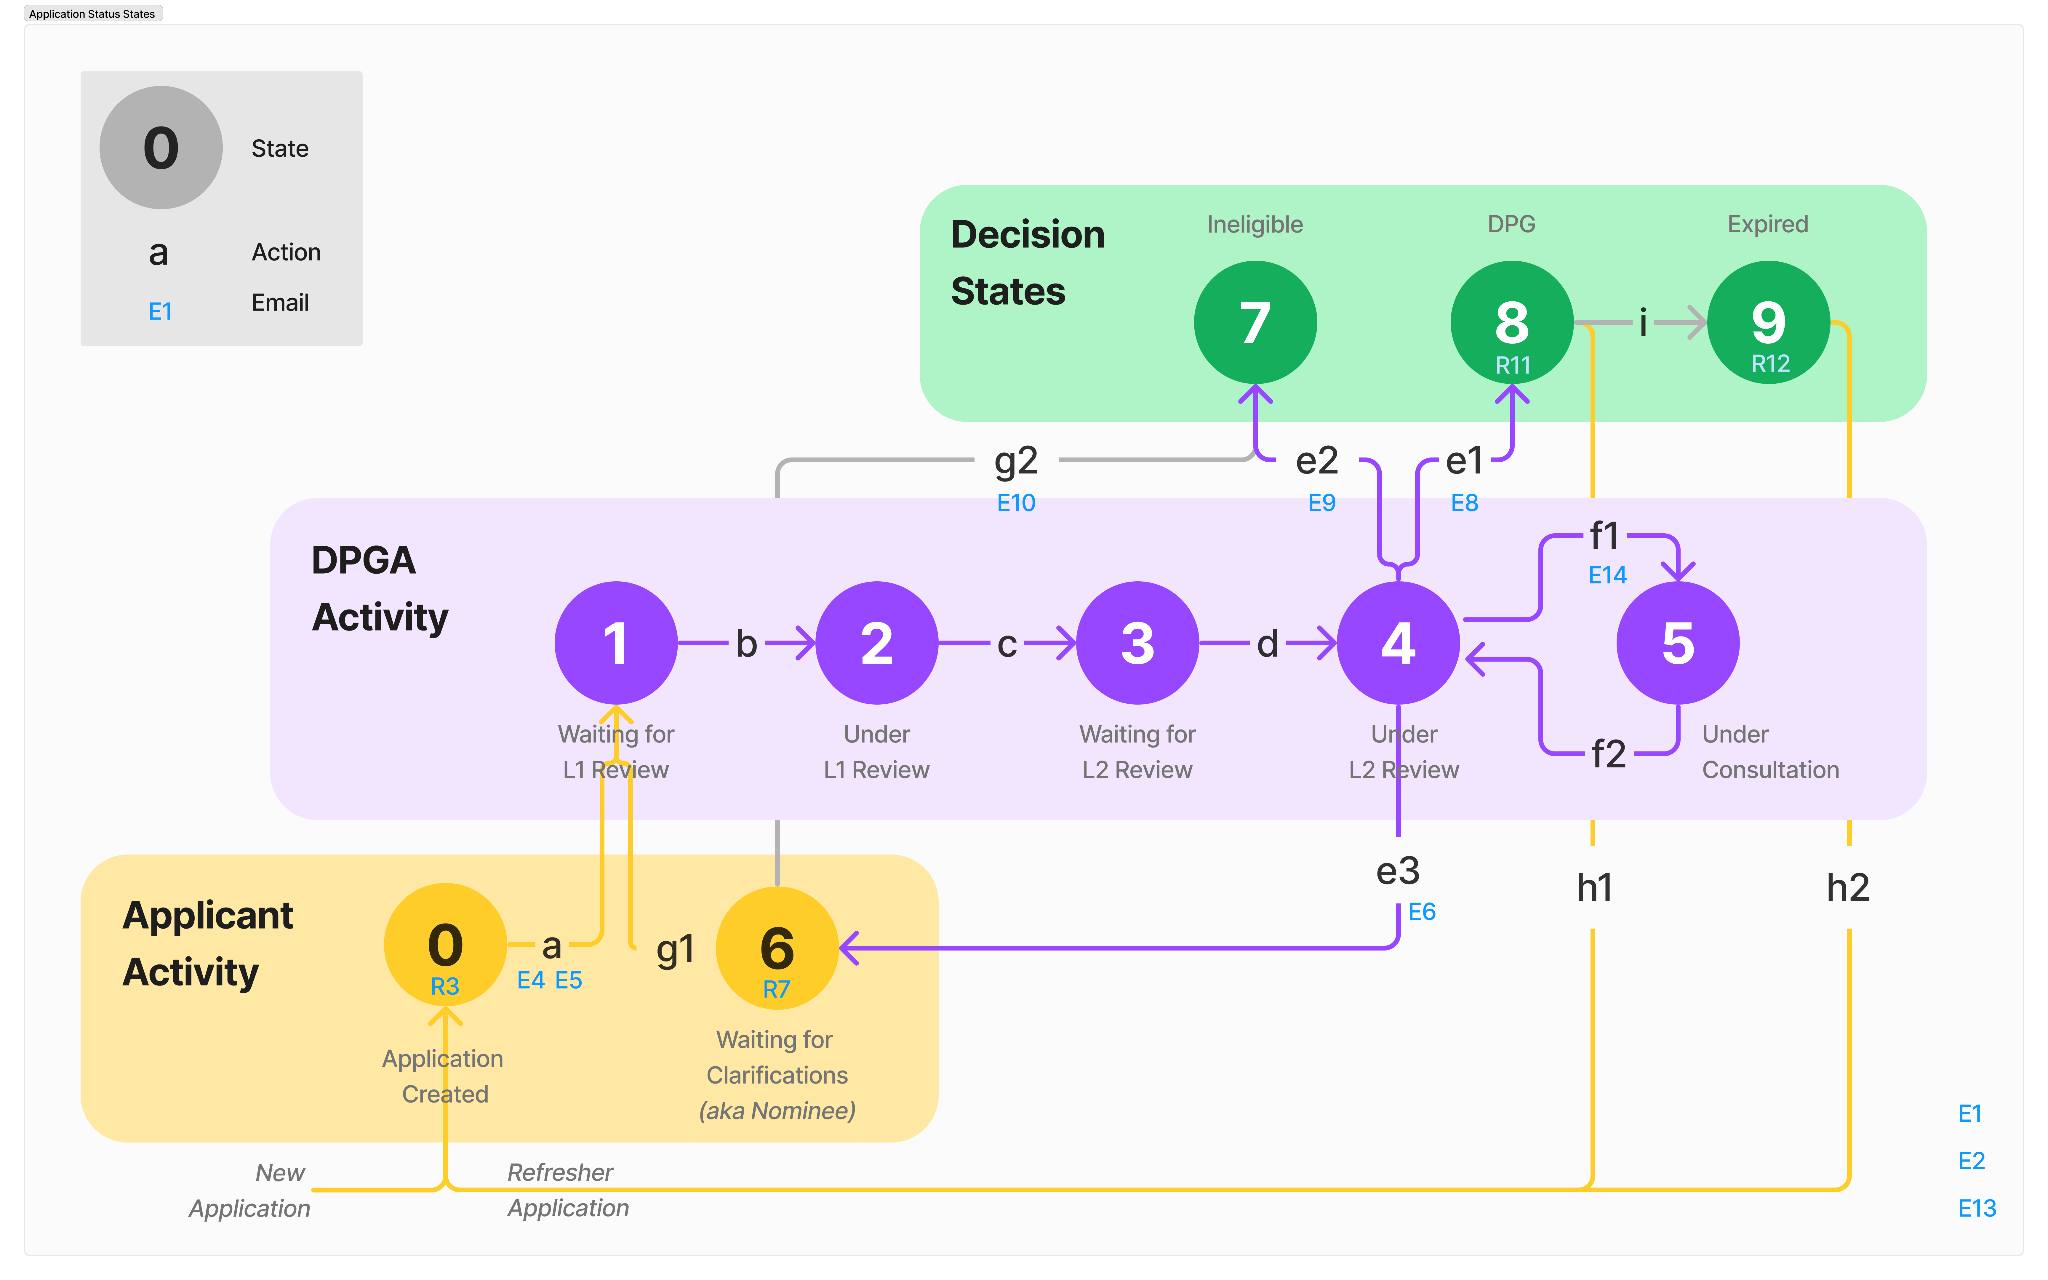 Application Status States
0
State
a
Action
E1
Email
Decision
States
Ineligible
DPG
Expired
7
8
R11
i
9
R12
g2
E10
e2
E9
e1
E8
DPGA
Activity
f1
E14
1
b
2
c
3
d
4
5
Waiting for
L1 Review
Under
L1 Review
Waiting for
L2 Review
Under
L2 Review
f2
Under
Consultation
e3
E6
h1
h2
Applicant
Activity
0
R3
a
E4 E5
g1
6
R7
Application
Created
Waiting for
Clarifications
(aka Nominee)
New
Application
Refresher
Application
E1
E2
E13